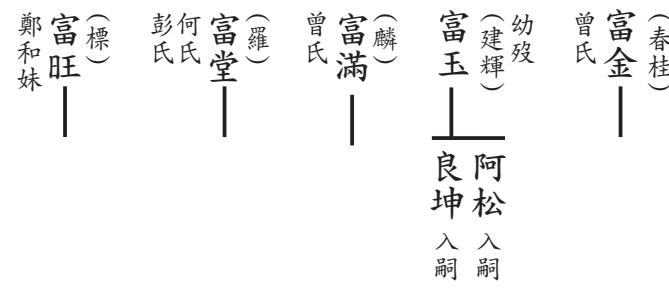 （春桂）
富金
曾氏
幼歿
（建輝）
富玉
阿松 入嗣
良坤 入嗣
（麟）
富滿
曾氏
（羅）
富堂
何氏
彭氏
（標）
富旺
鄭和妹